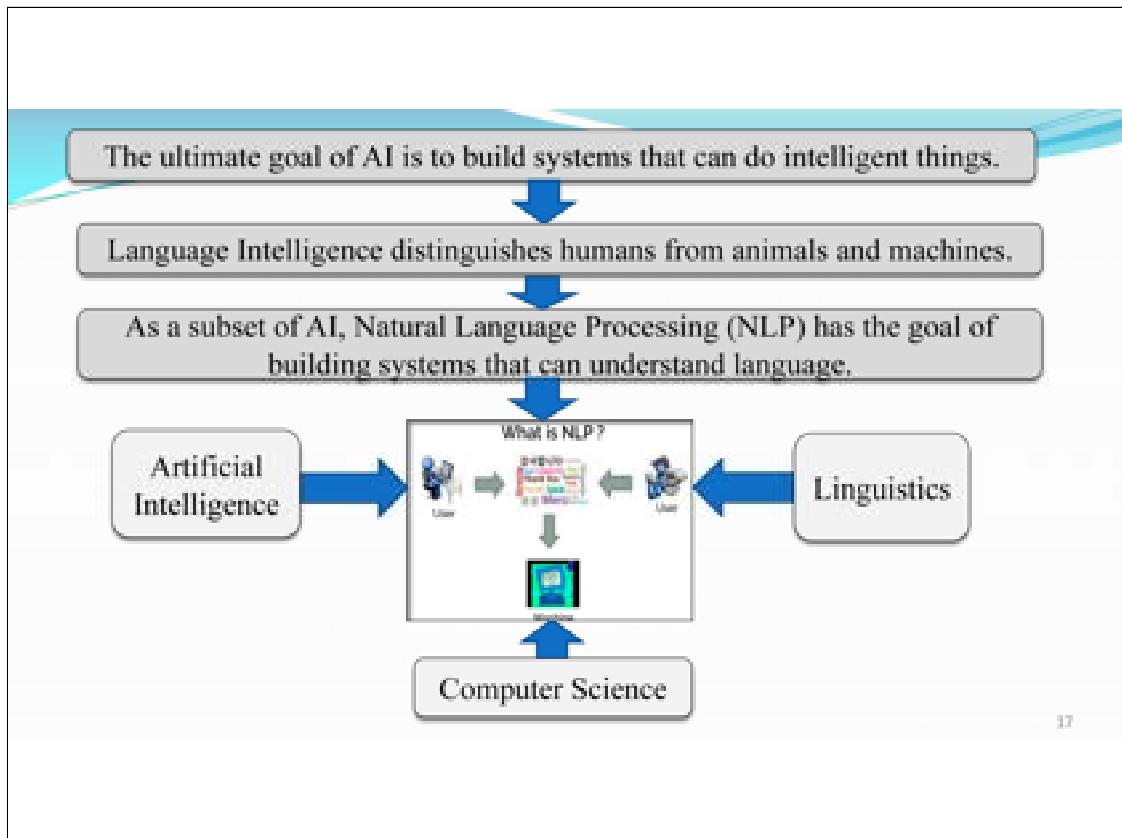 The ultimate goal of AI is to build systems that can do intelligent things.
Language Intelligence distinguishes humans from animals and machines.
As a subset of AI, Natural Language Processing (NLP) has the goal of
building systems that can understand language.
What is NLP ?
Artificial
Intelligence
User
User
Linguistics
Machine
Computer Science
17